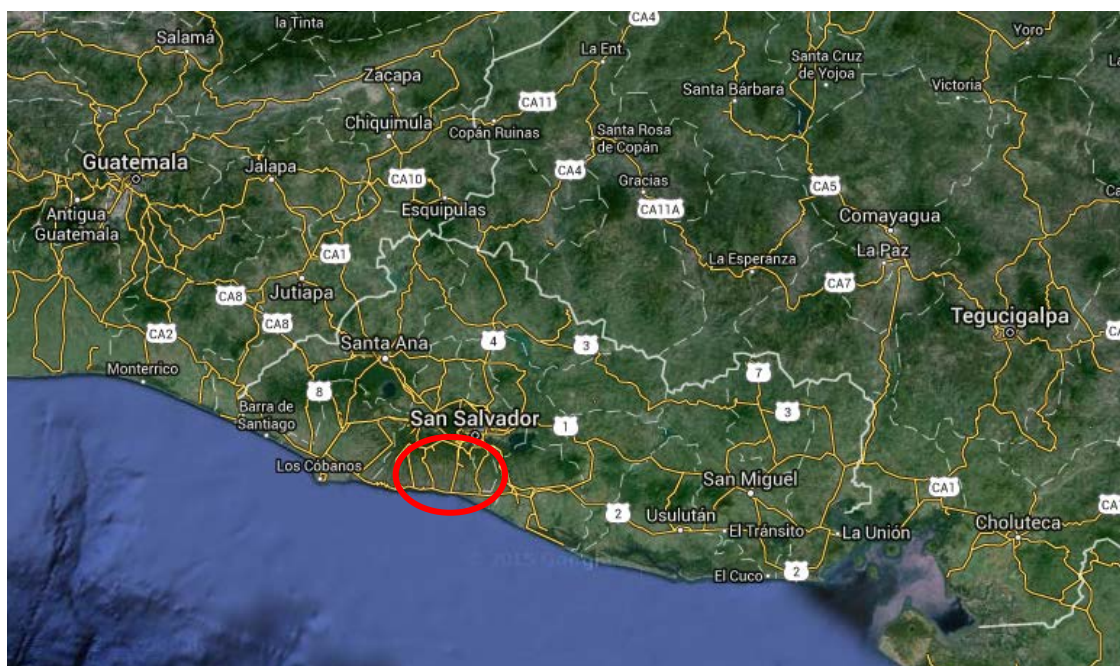 CA4
la Tinta
Yoro
Salamá
La Ent.
Santa Cruz
de Yojoa
Zacapa
Santa Bárbara
Victoria
CA11
Chiquimula
Copán Ruinas
Santa Rosa
de Copán
Guatemala
Jalapa
CA10
CA4
Gracias
CA5
Antigua
Guatemala
Esquipulas
CA11A
Comayagua
CA1
La Esperanza
La Paz
CA7
Jutiapa
CA8
CA8
CA2
Tegucigalpa
Santa Ana
4
3
Monterrico
7
8
Barra de
Santiago
San Salvador
1
3
Los Cóbanos
San Miguel
CA1
2
Usulután
El Tránsito
La Unión
Choluteca
© 2015 Google
El Cuco
2